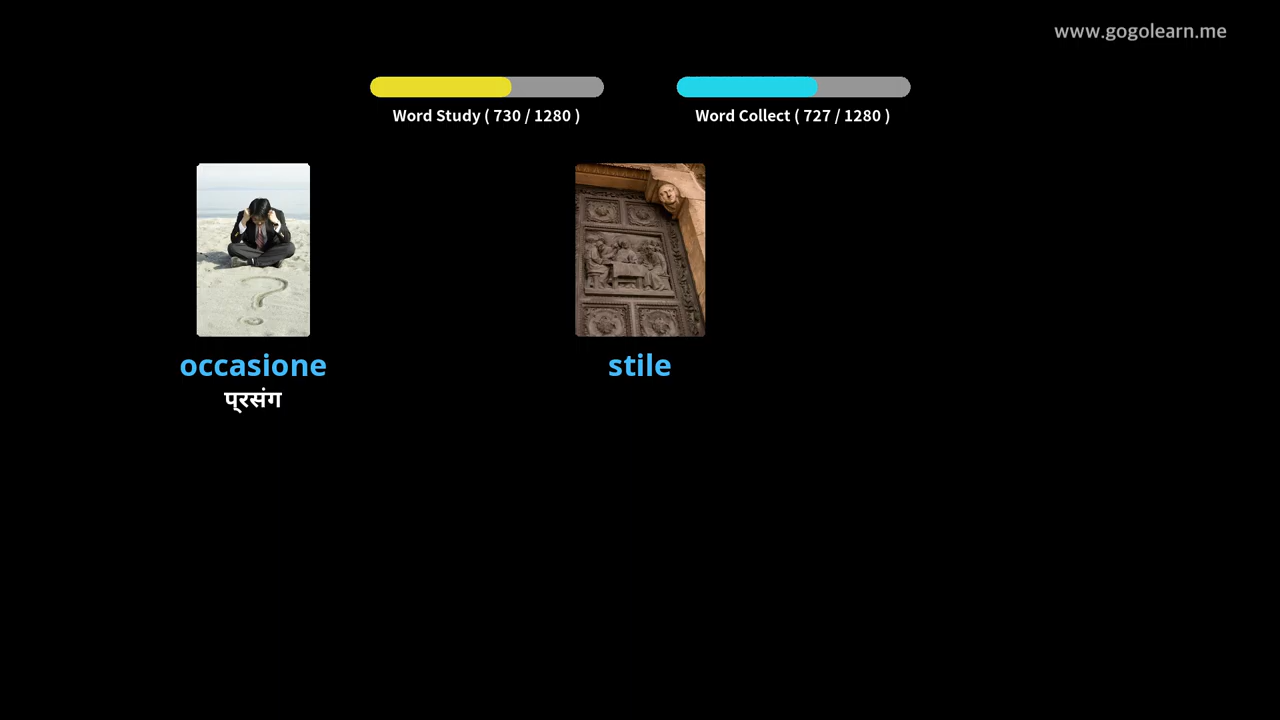 www.gogolearn.me
Word Study ( 730 / 1280 )
Word Collect ( 727 / 1280 )
occasione
प्रसंग
stile